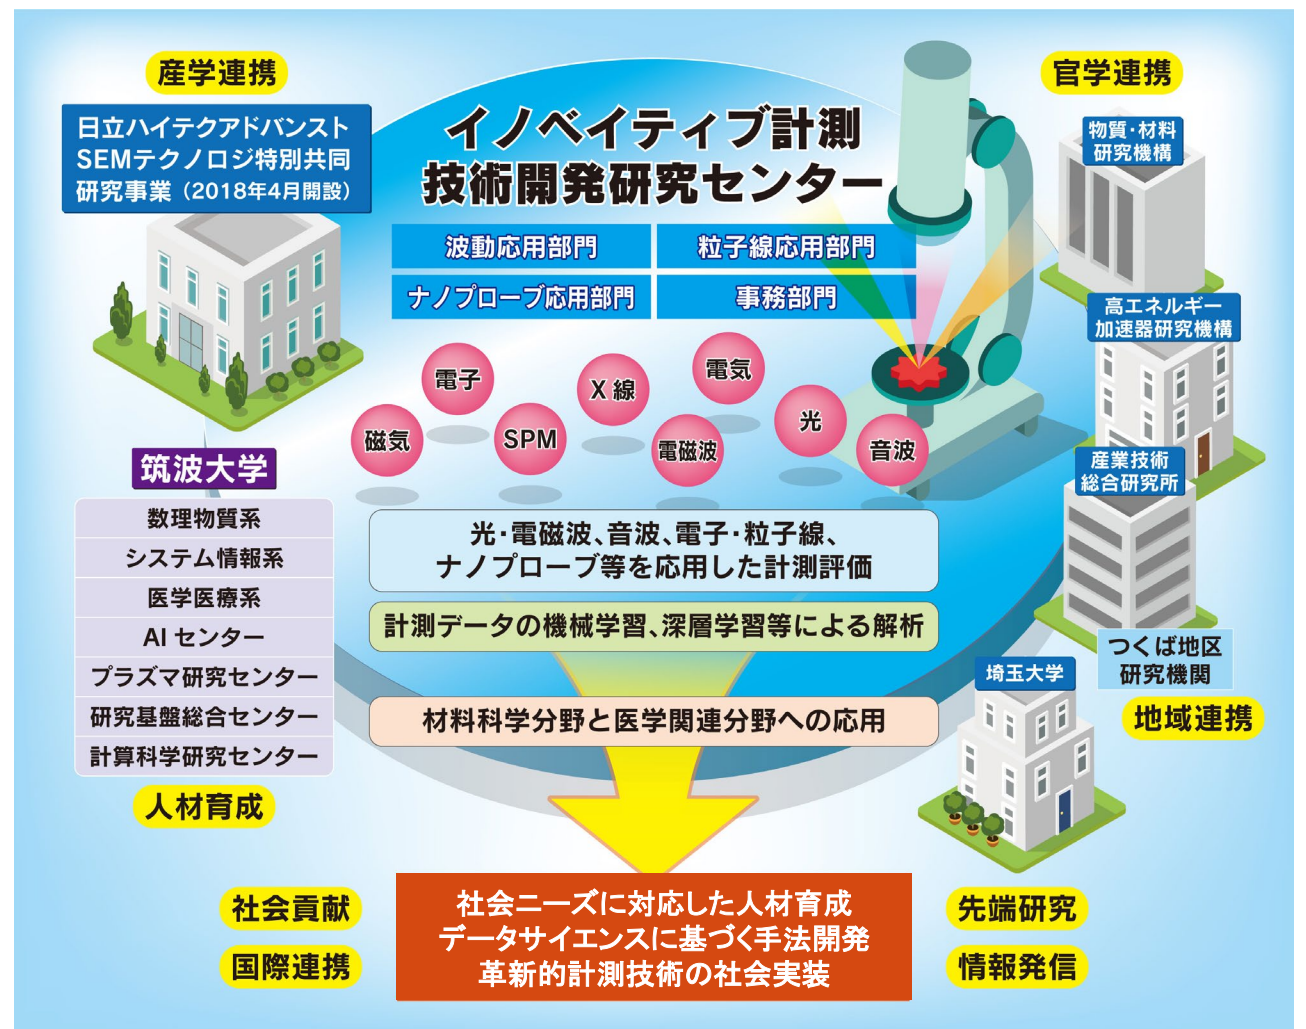 産学連携
日立ハイテクアドバンスト
SEMテクノロジ特別共同
研究事業（2018年4月開設）
イノベイティブ計測
技術開発研究センター
波動応用部門
粒子線応用部門
ナノプローブ応用部門
事務部門
官学連携
物質・材料
研究機構
高エネルギー
加速器研究機構
産業技術
総合研究所
つくば地区
研究機関
地域連携
埼玉大学
電子
X線
電気
磁気
SPM
電磁波
光
音波
筑波大学
数理物質系
システム情報系
医学医療系
AI センター
プラズマ研究センター
研究基盤総合センター
計算科学研究センター
人材育成
光・電磁波、音波、電子・粒子線、
ナノプローブ等を応用した計測評価
計測データの機械学習、深層学習等による解析
材料科学分野と医学関連分野への応用
社会貢献
国際連携
社会ニーズに対応した人材育成
データサイエンスに基づく手法開発
革新的計測技術の社会実装
先端研究
情報発信